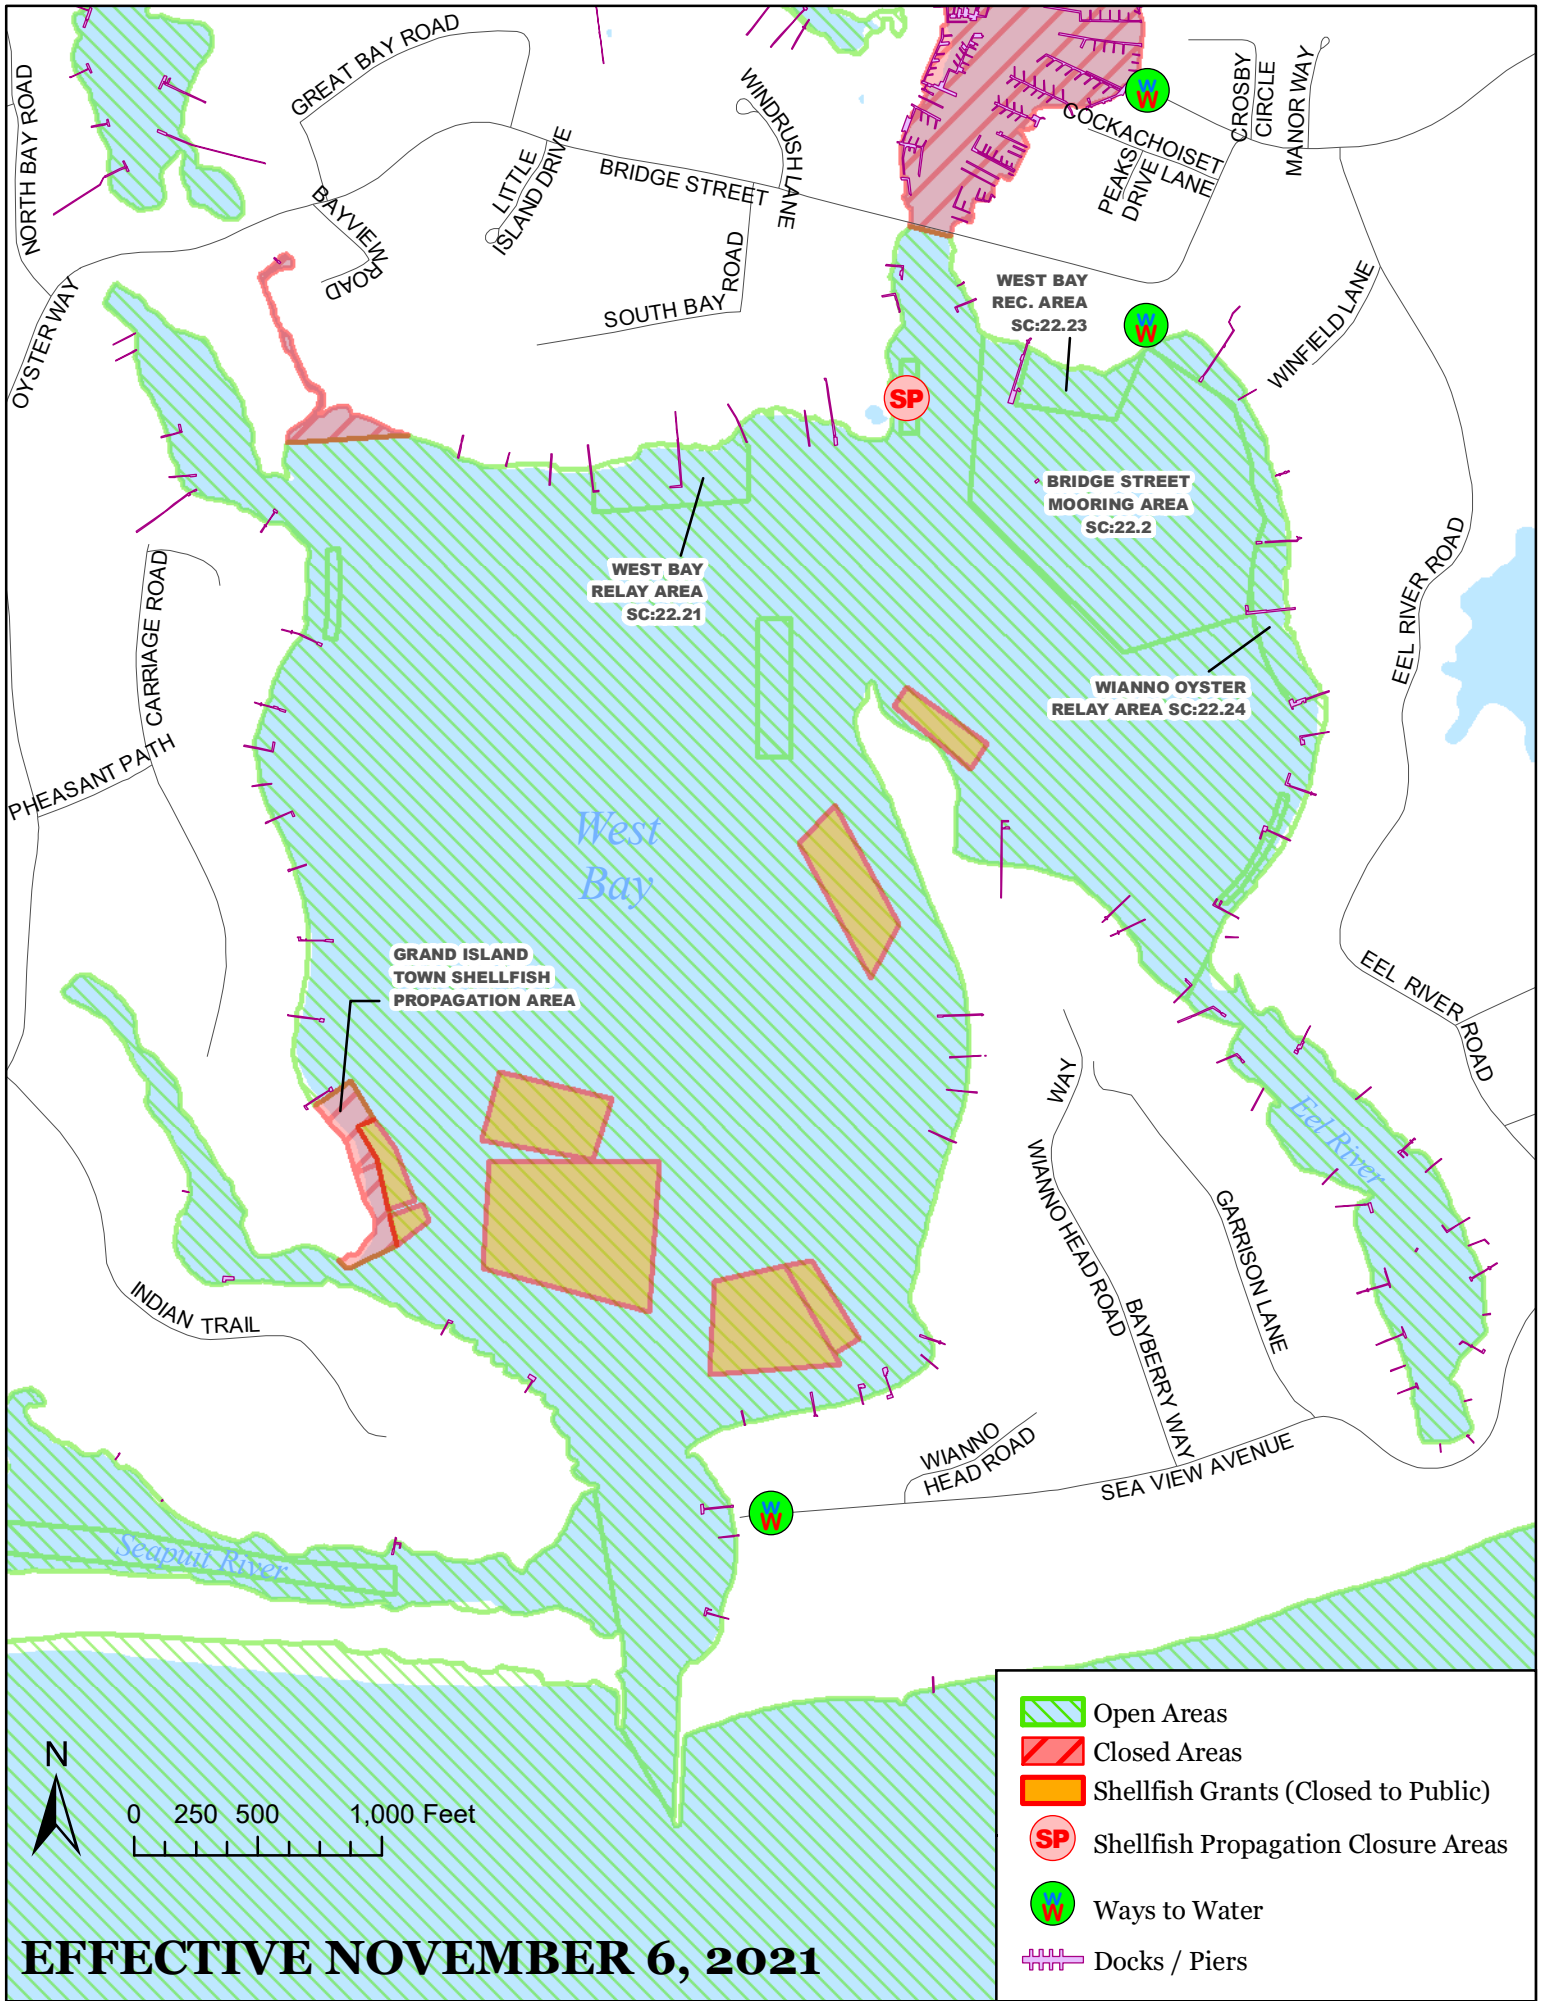 GREAT BAY ROAD
NORTH BAY ROAD
WINDRUSH LANE
CROSBY
CIRCLE
MANOR WAY
W
W
COCKACHOISET
LANE
PEAKS
DRIVE
LITTLE
ISLAND DRIVE
BRIDGE STREET
BAYVIEW
ROAD
OYSTER WAY
SOUTH BAY ROAD
WEST BAY
REC. AREA
SC:22.23
W
W
WINFIELD LANE
SP
BRIDGE STREET
MOORING AREA
SC:22.2
WEST BAY
RELAY AREA
SC:22.21
EEL RIVER ROAD
CARRIAGE ROAD
WIANNO OYSTER
RELAY AREA SC:22.24
PHEASANT PATH
West
Bay
GRAND ISLAND
TOWN SHELLFISH
PROPAGATION AREA
EEL RIVER ROAD
WAY
Eel River
WIANNO HEAD ROAD
GARRISON LANE
BAYBERRY WAY
INDIAN TRAIL
WIANNO
HEAD ROAD
SEA VIEW AVENUE
W
W
Seapuit River
N
0 250 500 1,000 Feet
Open Areas
Closed Areas
Shellfish Grants (Closed to Public)
SP Shellfish Propagation Closure Areas
W
W Ways to Water
Docks / Piers
EFFECTIVE NOVEMBER 6, 2021